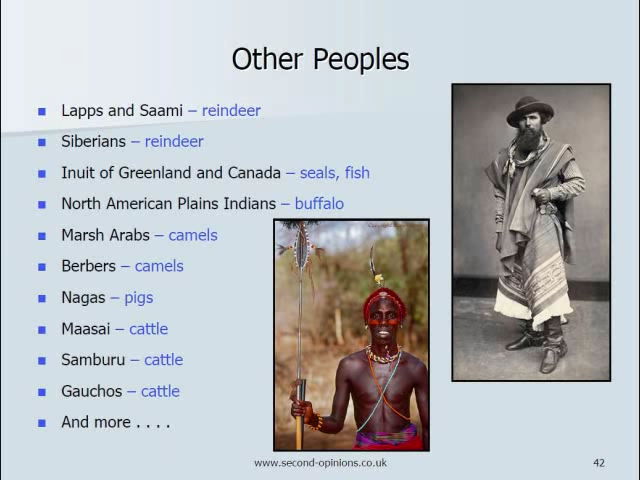 Other Peoples
Lapps and Saami – reindeer
Siberians – reindeer
Inuit of Greenland and Canada – seals, fish
North American Plains Indians – buffalo
Marsh Arabs – camels
Berbers – camels
Nagas – pigs
Maasai – cattle
Samburu – cattle
Gauchos – cattle
And more . . . .
www.second-opinions.co.uk
42